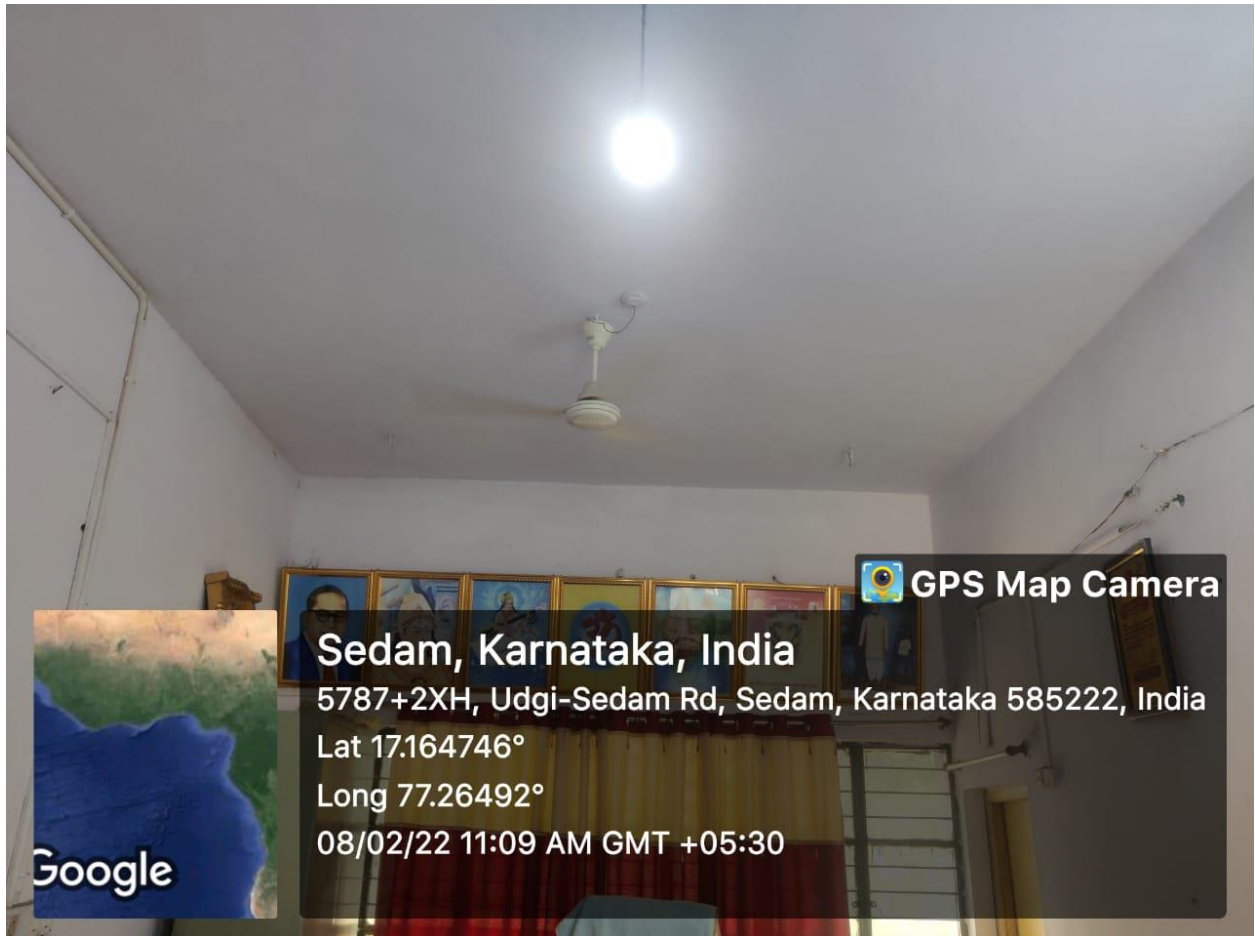 GPS Map Camera
Sedam, Karnataka, India
5787+2XH, Udgi-Sedam Rd, Sedam, Karnataka 585222, India
Lat 17.164746°
Long 77.26492°
08/02/22 11:09 AM GMT +05:30
Google